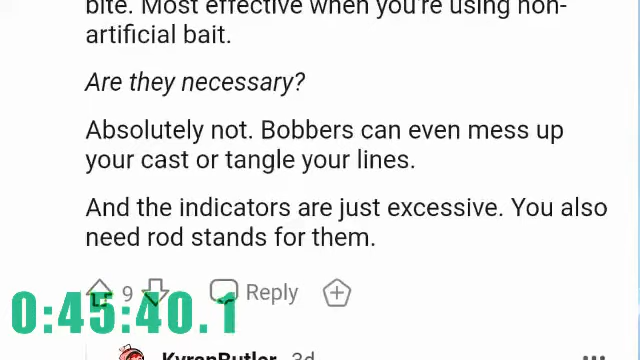 bite. Most effective when you're using non-
artificial bait.
Are they necessary?
Absolutely not. Bobbers can even mess up
your cast or tangle your lines.
And the indicators are just excessive. You also
need rod stands for them.
9 Reply
0:45:40.1
KyranButler 3d